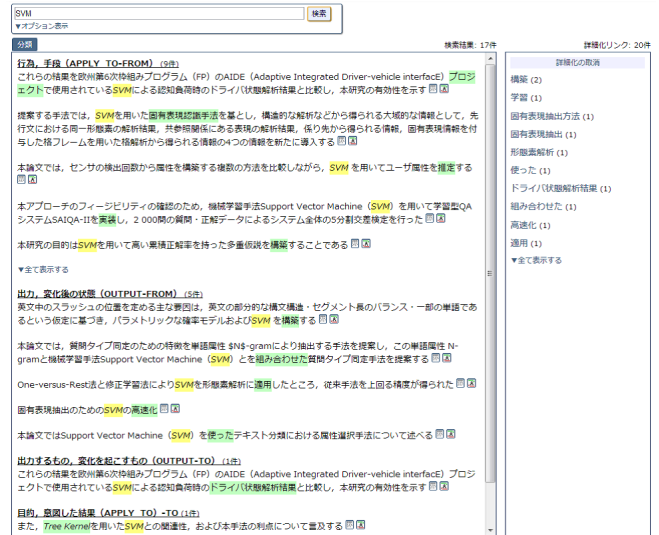 SVM 検索
▼オプション表示
分類 検索結果: 17件 詳細化リンク: 20件
行為，手段（APPLY_TO-FROM） (9件)
これらの結果を欧州第6次枠組みプログラム（FP）のAIDE（Adaptive Integrated Driver-vehicle interfacE）プロジ
ェクトで使用されているSVMによる認知負荷時のドライバ状態解析結果と比較し，本研究の有効性を示す
提案する手法では，SVMを用いた固有表現認識手法を基とし，構造的な解析などから得られる大域的な情報として，先
行文における同一形態素の解析結果，共参照関係にある表現の解析結果，係り先から得られる情報，固有表現情報を付
与した格フレームを用いた格解析から得られる情報の4つの情報を新たに導入する
本論文では，センサの検出回数から属性を構築する複数の方法を比較しながら，SVM を用いてユーザ属性を推定する
本アプローチのフィージビリティの確認のため，機械学習手法Support Vector Machine（SVM）を用いて学習型QA
システムSAIQA-IIを実装し，2 000問の質問・正解データによるシステム全体の5分割交差検定を行った
本研究の目的はSVMを用いて高い累積正解率を持った多重仮説を構築することである
▼全て表示する
出力，変化後の状態（OUTPUT-FROM） (5件)
英文中のスラッシュの位置を定める主な要因は，英文の部分的な構文構造・セグメント長のバランス・一部の単語であ
るという仮定に基づき，パラメトリックな確率モデルおよびSVM を構築する
本論文では，質問タイプ同定のための特徴を単語属性 $N$-gramにより抽出する手法を提案し，この単語属性 N-
gramと機械学習手法Support Vector Machine（SVM）とを組み合わせた質問タイプ同定手法を提案する
One-versus-Rest法と修正学習法によりSVMを形態素解析に適用したところ，従来手法を上回る精度が得られた
固有表現抽出のためのSVMの高速化
本論文ではSupport Vector Machine（SVM）を使ったテキスト分類における属性選択手法について述べる
出力するもの，変化を起こすもの（OUTPUT-TO） (1件)
これらの結果を欧州第6次枠組みプログラム（FP）のAIDE（Adaptive Integrated Driver-vehicle interfacE）プロジ
ェクトで使用されているSVMによる認知負荷時のドライバ状態解析結果と比較し，本研究の有効性を示す
目的，意図した結果（APPLY_TO）-TO (1件)
また，Tree Kernelを用いたSVMとの関連性，および本手法の利点について言及する
詳細化の取消
構築 (2)
学習 (1)
固有表現抽出方法 (1)
固有表現抽出 (1)
形態素解析 (1)
使った (1)
ドライバ状態解析結果 (1)
組み合わせた (1)
高速化 (1)
適用 (1)
▼全て表示する